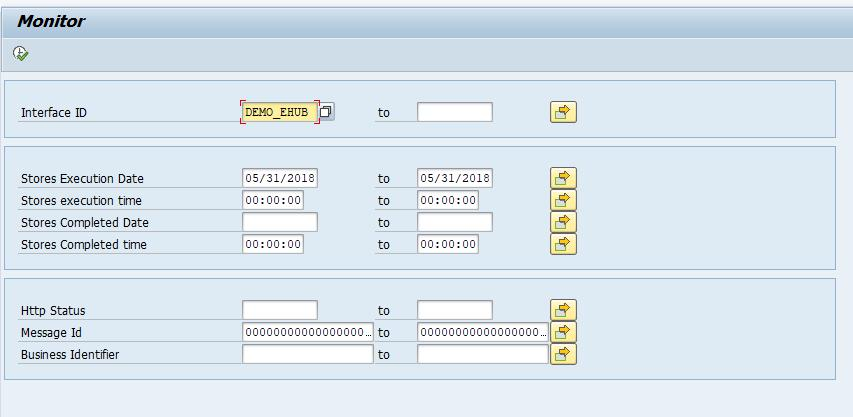 Monitor
Interface ID DEMO_EHUB to
Stores Execution Date 05/31/2018 to 05/31/2018
Stores execution time 00:00:00 to 00:00:00
Stores Completed Date to
Stores Completed time 00:00:00 to 00:00:00
Http Status to
Message Id 00000000000000000… to 00000000000000000…
Business Identifier to